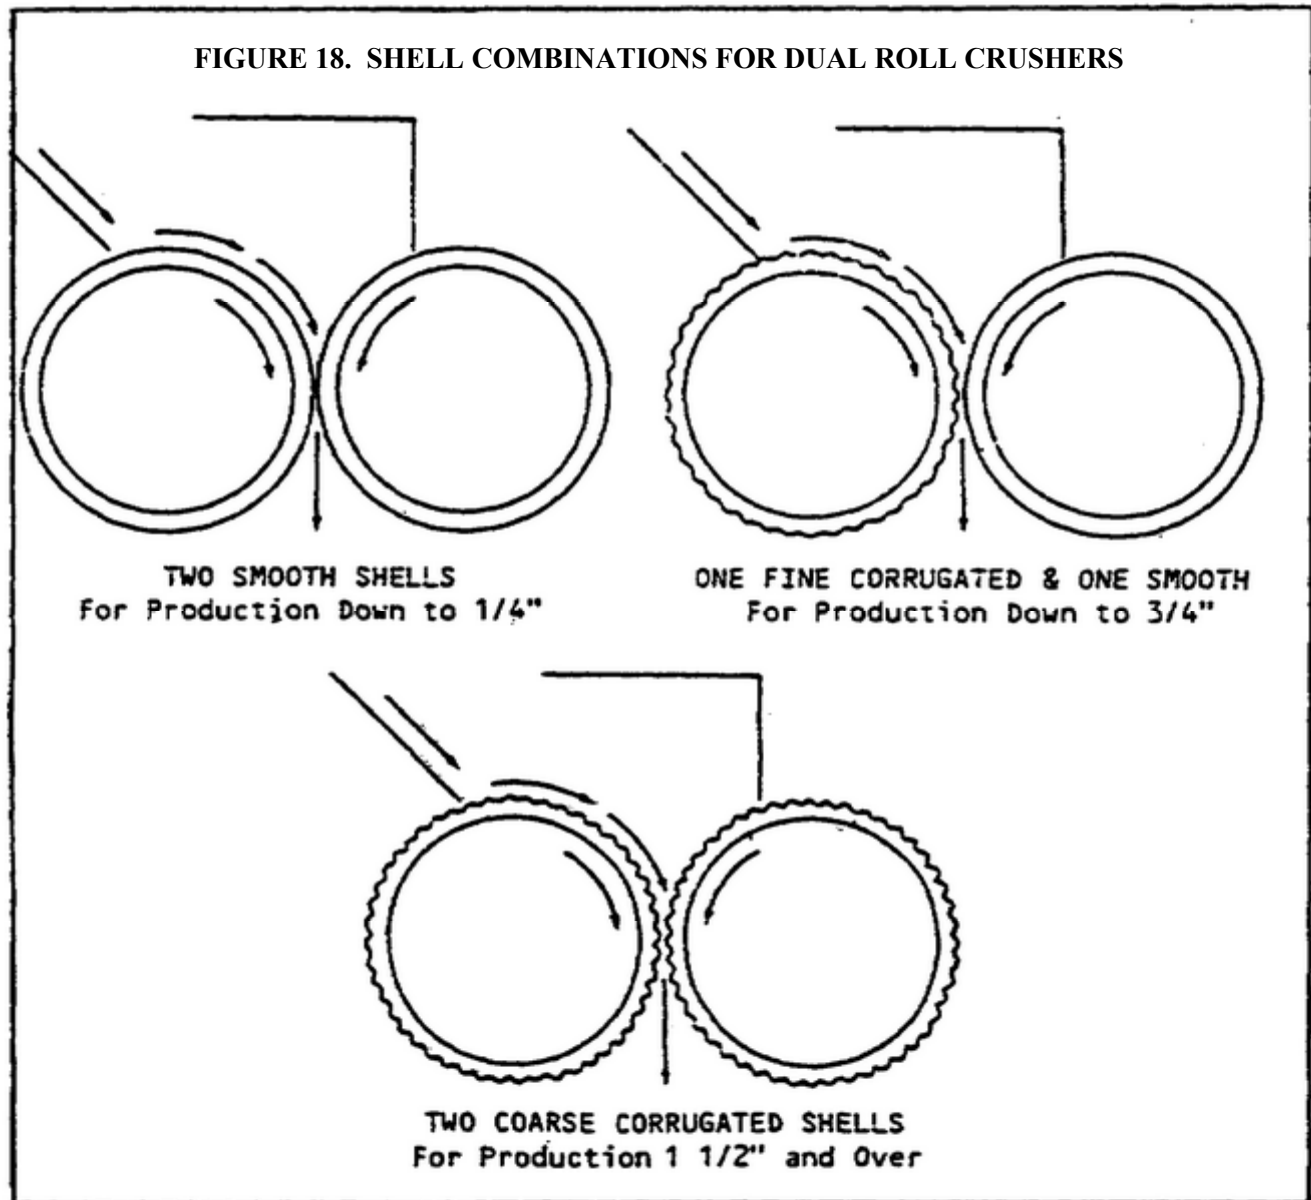 FIGURE 18. SHELL COMBINATIONS FOR DUAL ROLL CRUSHERS
TWO SMOOTH SHELLS
For Production Down to 1/4"
ONE FINE CORRUGATED & ONE SMOOTH
For Production Down to 3/4"
TWO COARSE CORRUGATED SHELLS
For Production 1 1/2" and Over